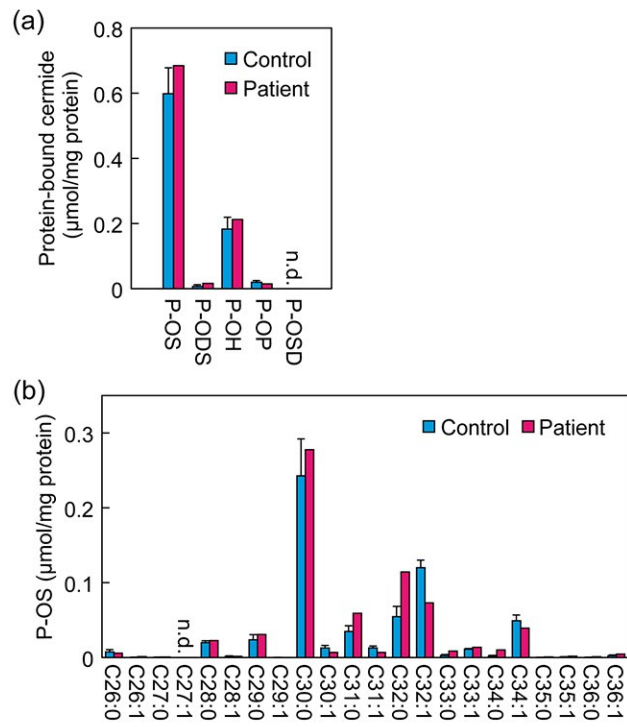 (a)
Protein-bound cermide
(µmol/mg protein)
0.8
0.6
0.4
0.2
0
Control
Patient
n.d.
P-OS
P-ODS
P-OH
P-OP
P-OSD
(b)
P-OS (µmol/mg protein)
0.3
0.2
0.1
0
Control
Patient
n.d.
C26:0
C26:1
C27:0
C27:1
C28:0
C28:1
C29:0
C29:1
C30:0
C30:1
C31:0
C31:1
C32:0
C32:1
C33:0
C33:1
C34:0
C34:1
C35:0
C35:1
C36:0
C36:1